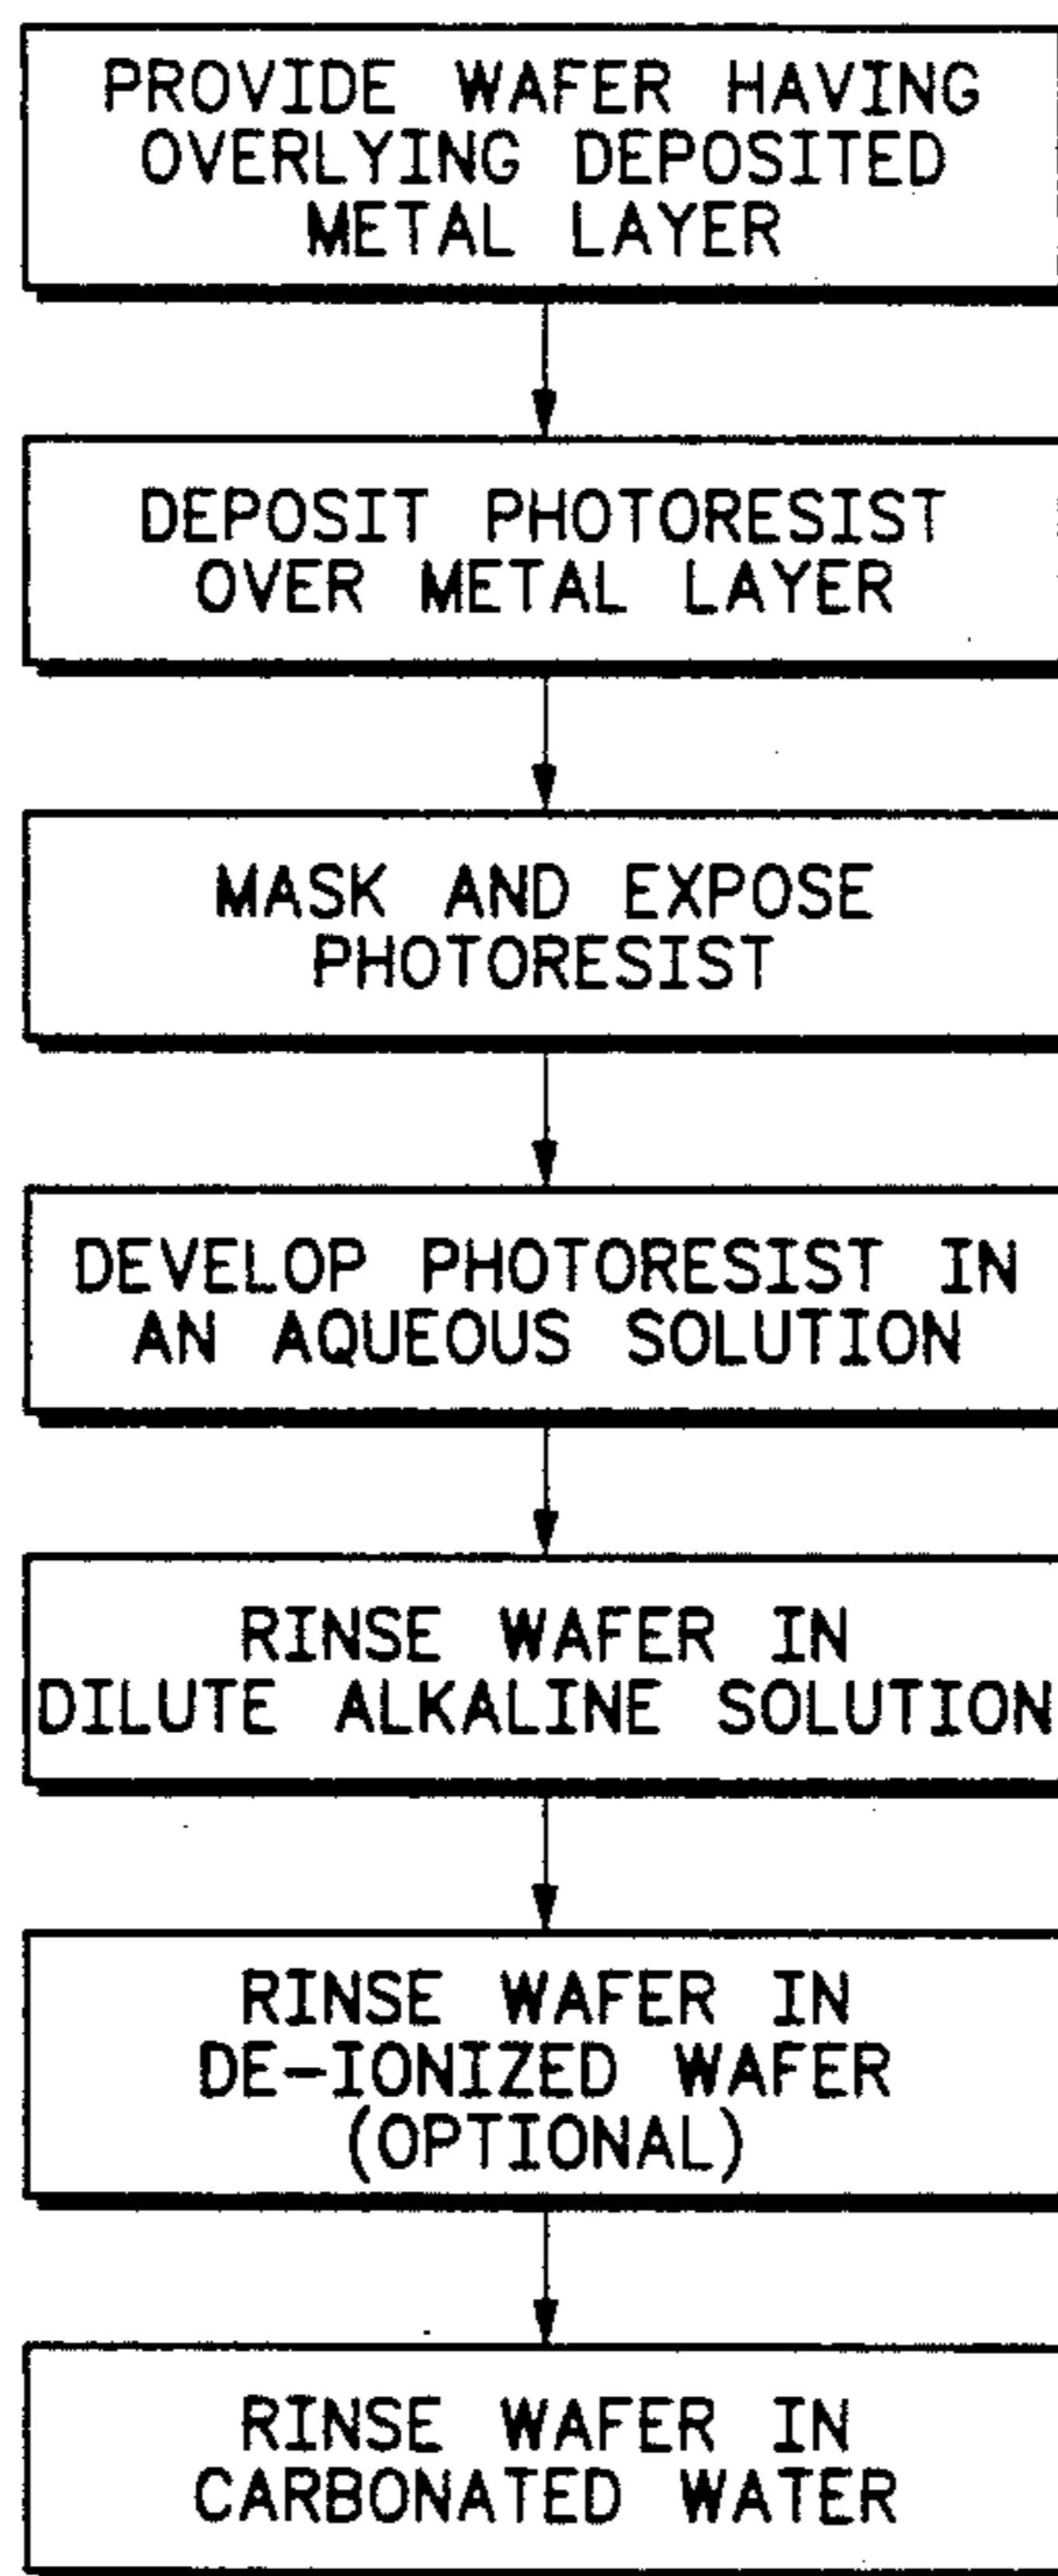 PROVIDE WAFER HAVING
OVERLYING DEPOSITED
METAL LAYER
DEPOSIT PHOTORESIST
OVER METAL LAYER
MASK AND EXPOSE
PHOTORESIST
DEVELOP PHOTORESIST IN
AN AQUEOUS SOLUTION
RINSE WAFER IN
DILUTE ALKALINE SOLUTION
RINSE WAFER IN
DE-IONIZED WAFER
(OPTIONAL)
RINSE WAFER IN
CARBONATED WATER